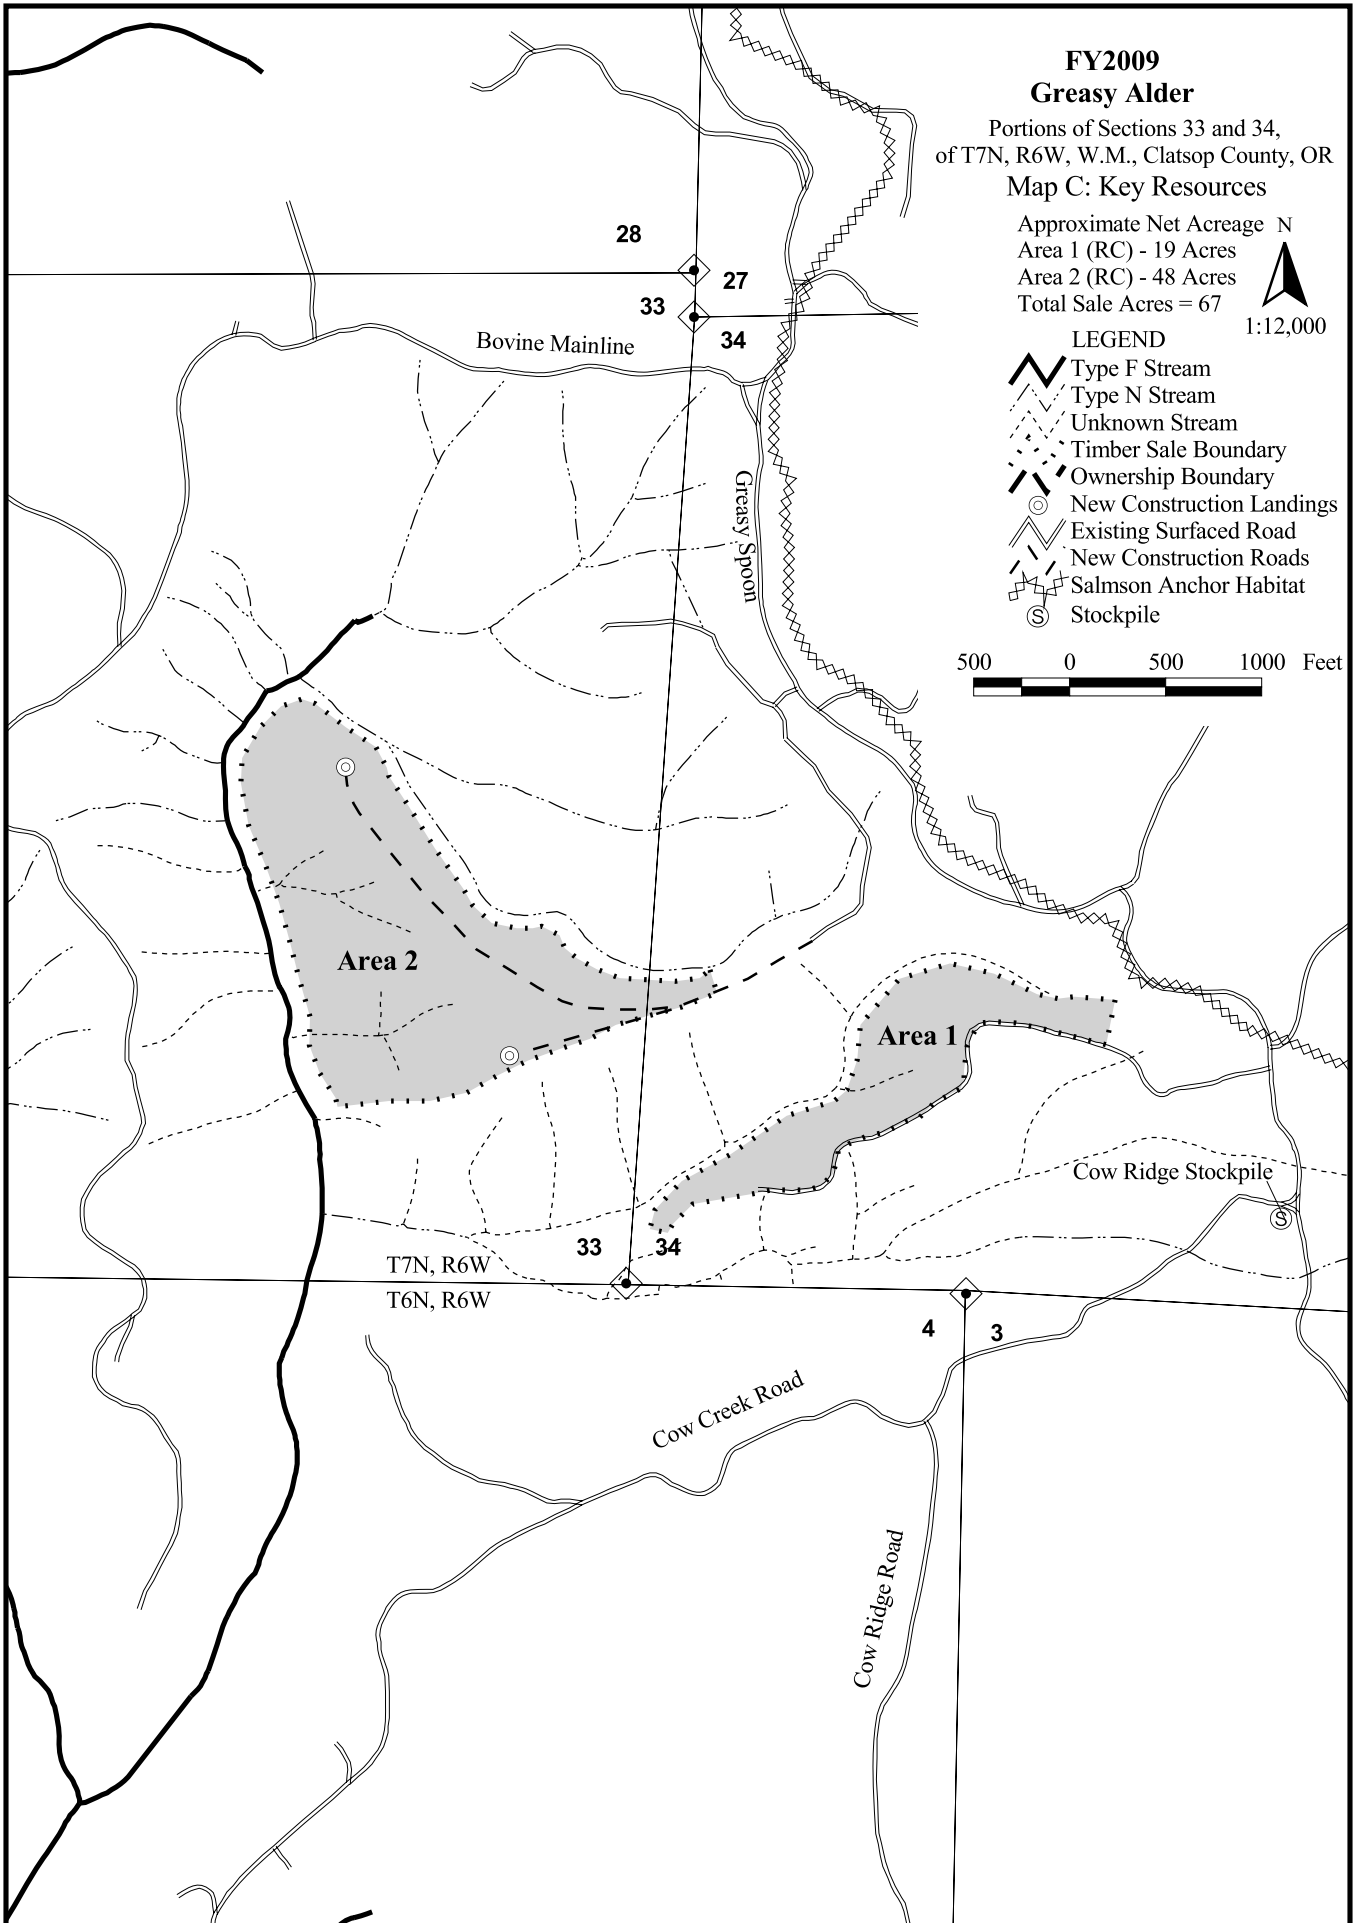 FY2009
Greasy Alder
Portions of Sections 33 and 34,
of T7N, R6W, W.M., Clatsop County, OR
Map C: Key Resources
Approximate Net Acreage
N
Area 1 (RC) - 19 Acres
Area 2 (RC) - 48 Acres
Total Sale Acres = 67
1:12,000
LEGEND
Type F Stream
Type N Stream
Unknown Stream
Timber Sale Boundary
Ownership Boundary
New Construction Landings
Existing Surfaced Road
New Construction Roads
Salmson Anchor Habitat
S Stockpile
500 0 500 1000 Feet
28
27
33
34
Bovine Mainline
Greasy Spoon
Area 2
Area 1
Cow Ridge Stockpile
S
33
34
T7N, R6W
T6N, R6W
4
3
Cow Creek Road
Cow Ridge Road